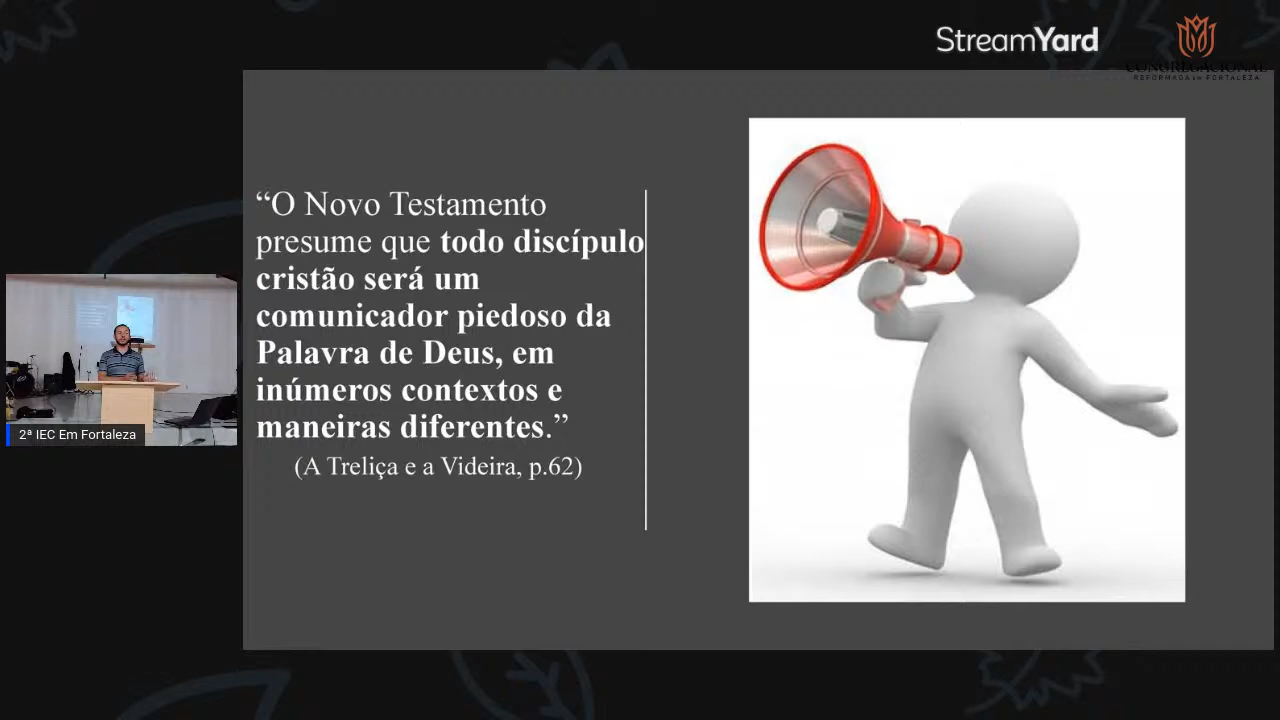 StreamYard
CONGREGACIONAL
REFORMADA EM FORTALEZA
“O Novo Testamento
presume que todo discípulo
cristão será um
comunicador piedoso da
Palavra de Deus, em
inúmeros contextos e
maneiras diferentes.”
(A Treliça e a Videira, p.62)
2ª IEC Em Fortaleza